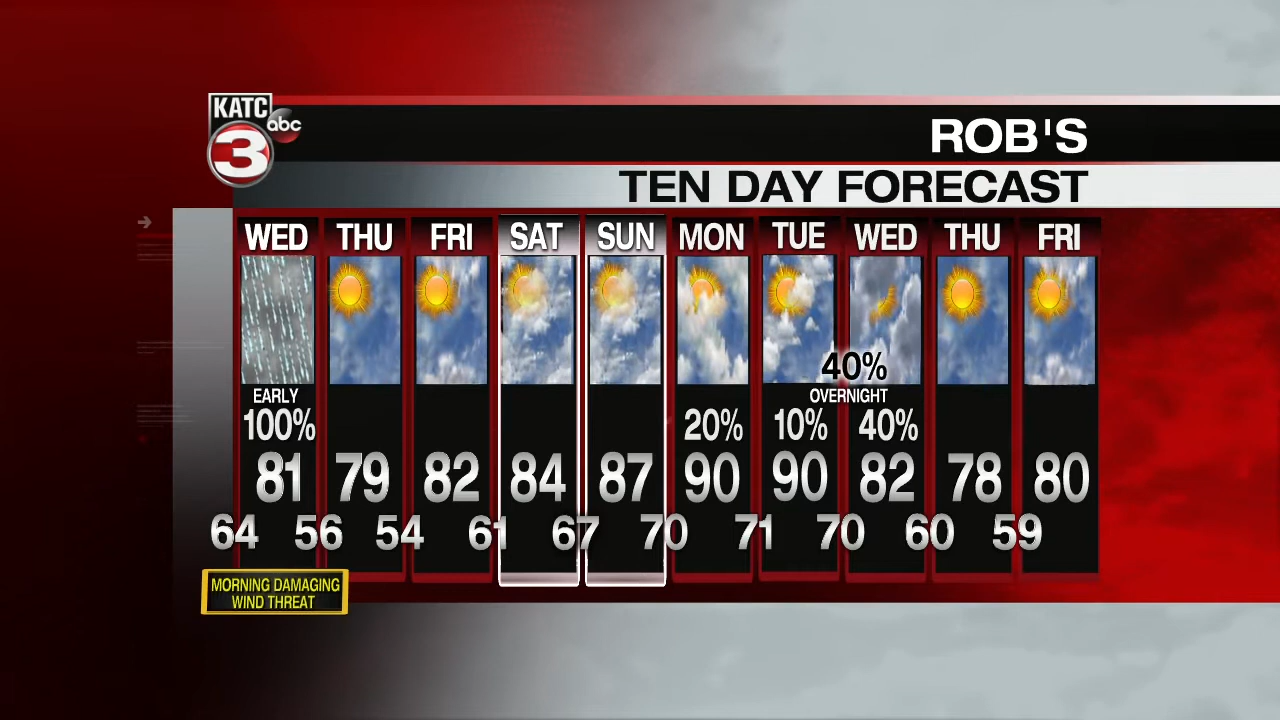 KATC
abc
3
ROB'S
TEN DAY FORECAST
WED THU FRI SAT SUN MON TUE WED THU FRI
40%
EARLY OVERNIGHT
100% 20% 10% 40%
81 79 82 84 87 90 90 82 78 80
64 56 54 61 67 70 71 70 60 59
MORNING DAMAGING
WIND THREAT